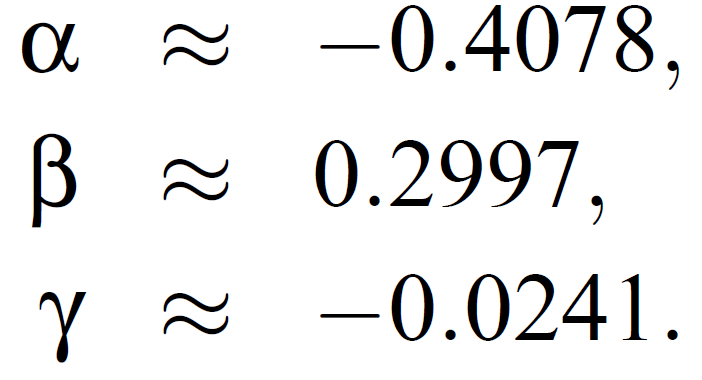 α ≈ −0.4078,
β ≈ 0.2997,
γ ≈ −0.0241.